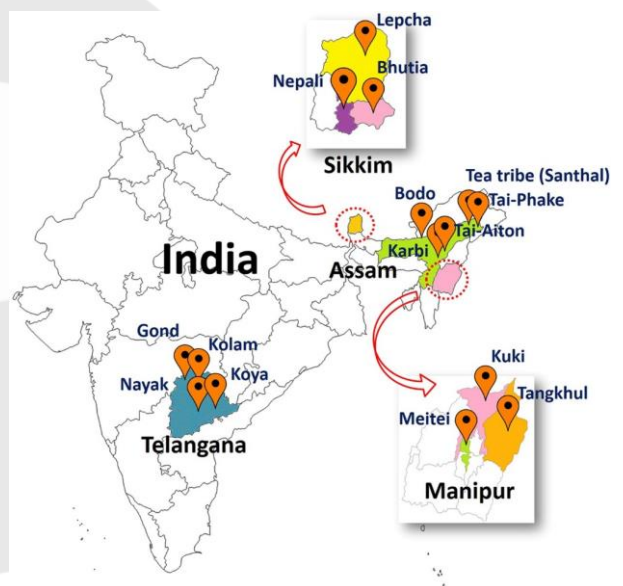 Lepcha
Bhutia
Nepali
Sikkim
Tea tribe (Santhal)
Bodo
Tai-Phake
Tai-Aiton
Karbi
India
Assam
Gond
Kolam
Nayak
Koya
Telangana
Kuki
Tangkhul
Meitei
Manipur